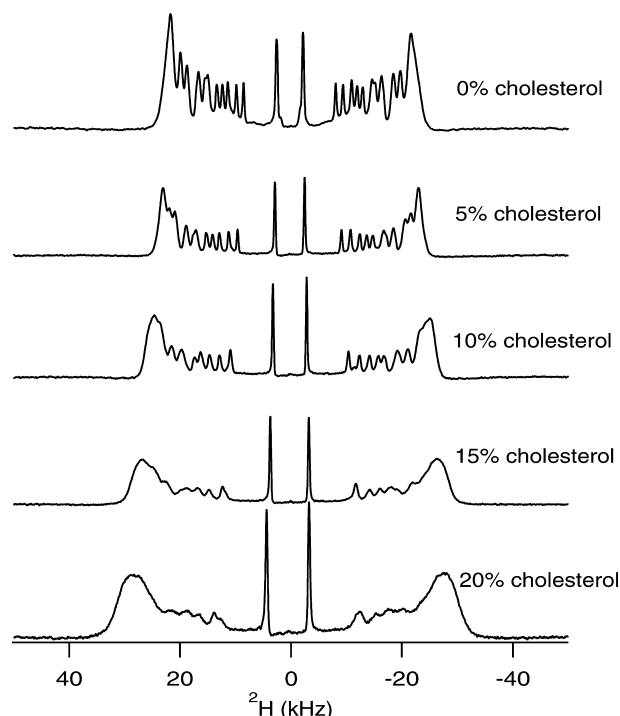 0% cholesterol
5% cholesterol
10% cholesterol
15% cholesterol
20% cholesterol
40 20 0 -20 -40
²H (kHz)